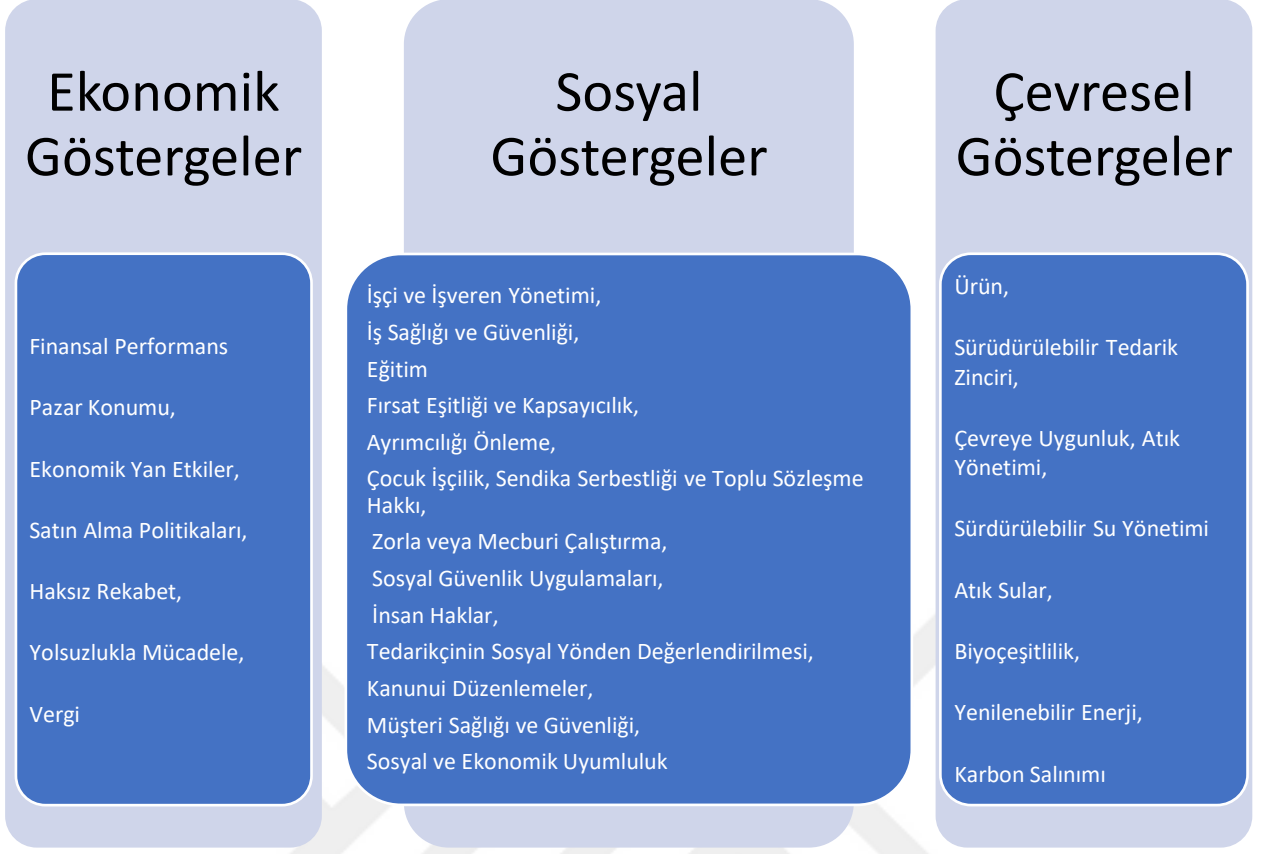 Ekonomik
Göstergeler
Finansal Performans
Pazar Konumu,
Ekonomik Yan Etkiler,
Satın Alma Politikaları,
Haksız Rekabet,
Yolsuzlukla Mücadele,
Vergi
Sosyal
Göstergeler
İşçi ve İşveren Yönetimi,
İş Sağlığı ve Güvenliği,
Eğitim
Fırsat Eşitliği ve Kapsayıcılık,
Ayrımcılığı Önleme,
Çocuk İşçilik, Sendika Serbestliği ve Toplu Sözleşme
Hakkı,
Zorla veya Mecburi Çalıştırma,
Sosyal Güvenlik Uygulamaları,
İnsan Haklar,
Tedarikçinin Sosyal Yönden Değerlendirilmesi,
Kanunui Düzenlemeler,
Müşteri Sağlığı ve Güvenliği,
Sosyal ve Ekonomik Uyumluluk
Çevresel
Göstergeler
Ürün,
Sürüdürülebilir Tedarik
Zinciri,
Çevreye Uygunluk, Atık
Yönetimi,
Sürdürülebilir Su Yönetimi
Atık Sular,
Biyoçeşitlilik,
Yenilenebilir Enerji,
Karbon Salınımı